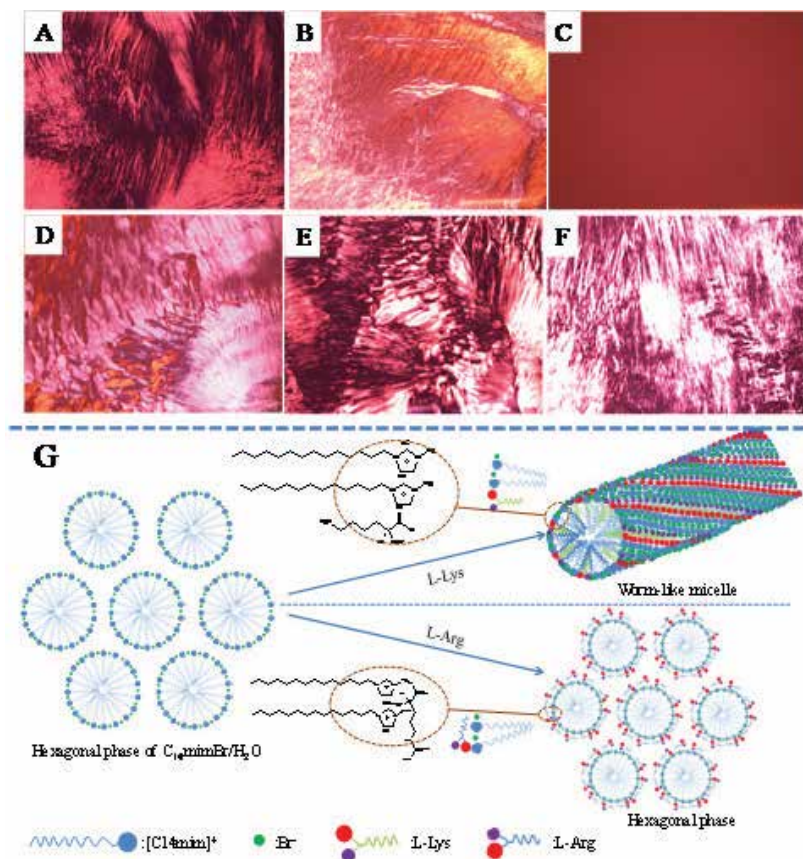 A
B
C
D
E
F
G
L-Lys
Worm-like micelle
L-Arg
Hexagonal phase of C₁₄mimBr/H₂O
Hexagonal phase
:[C14mim]⁺
:Br⁻
:L-Lys
:L-Arg